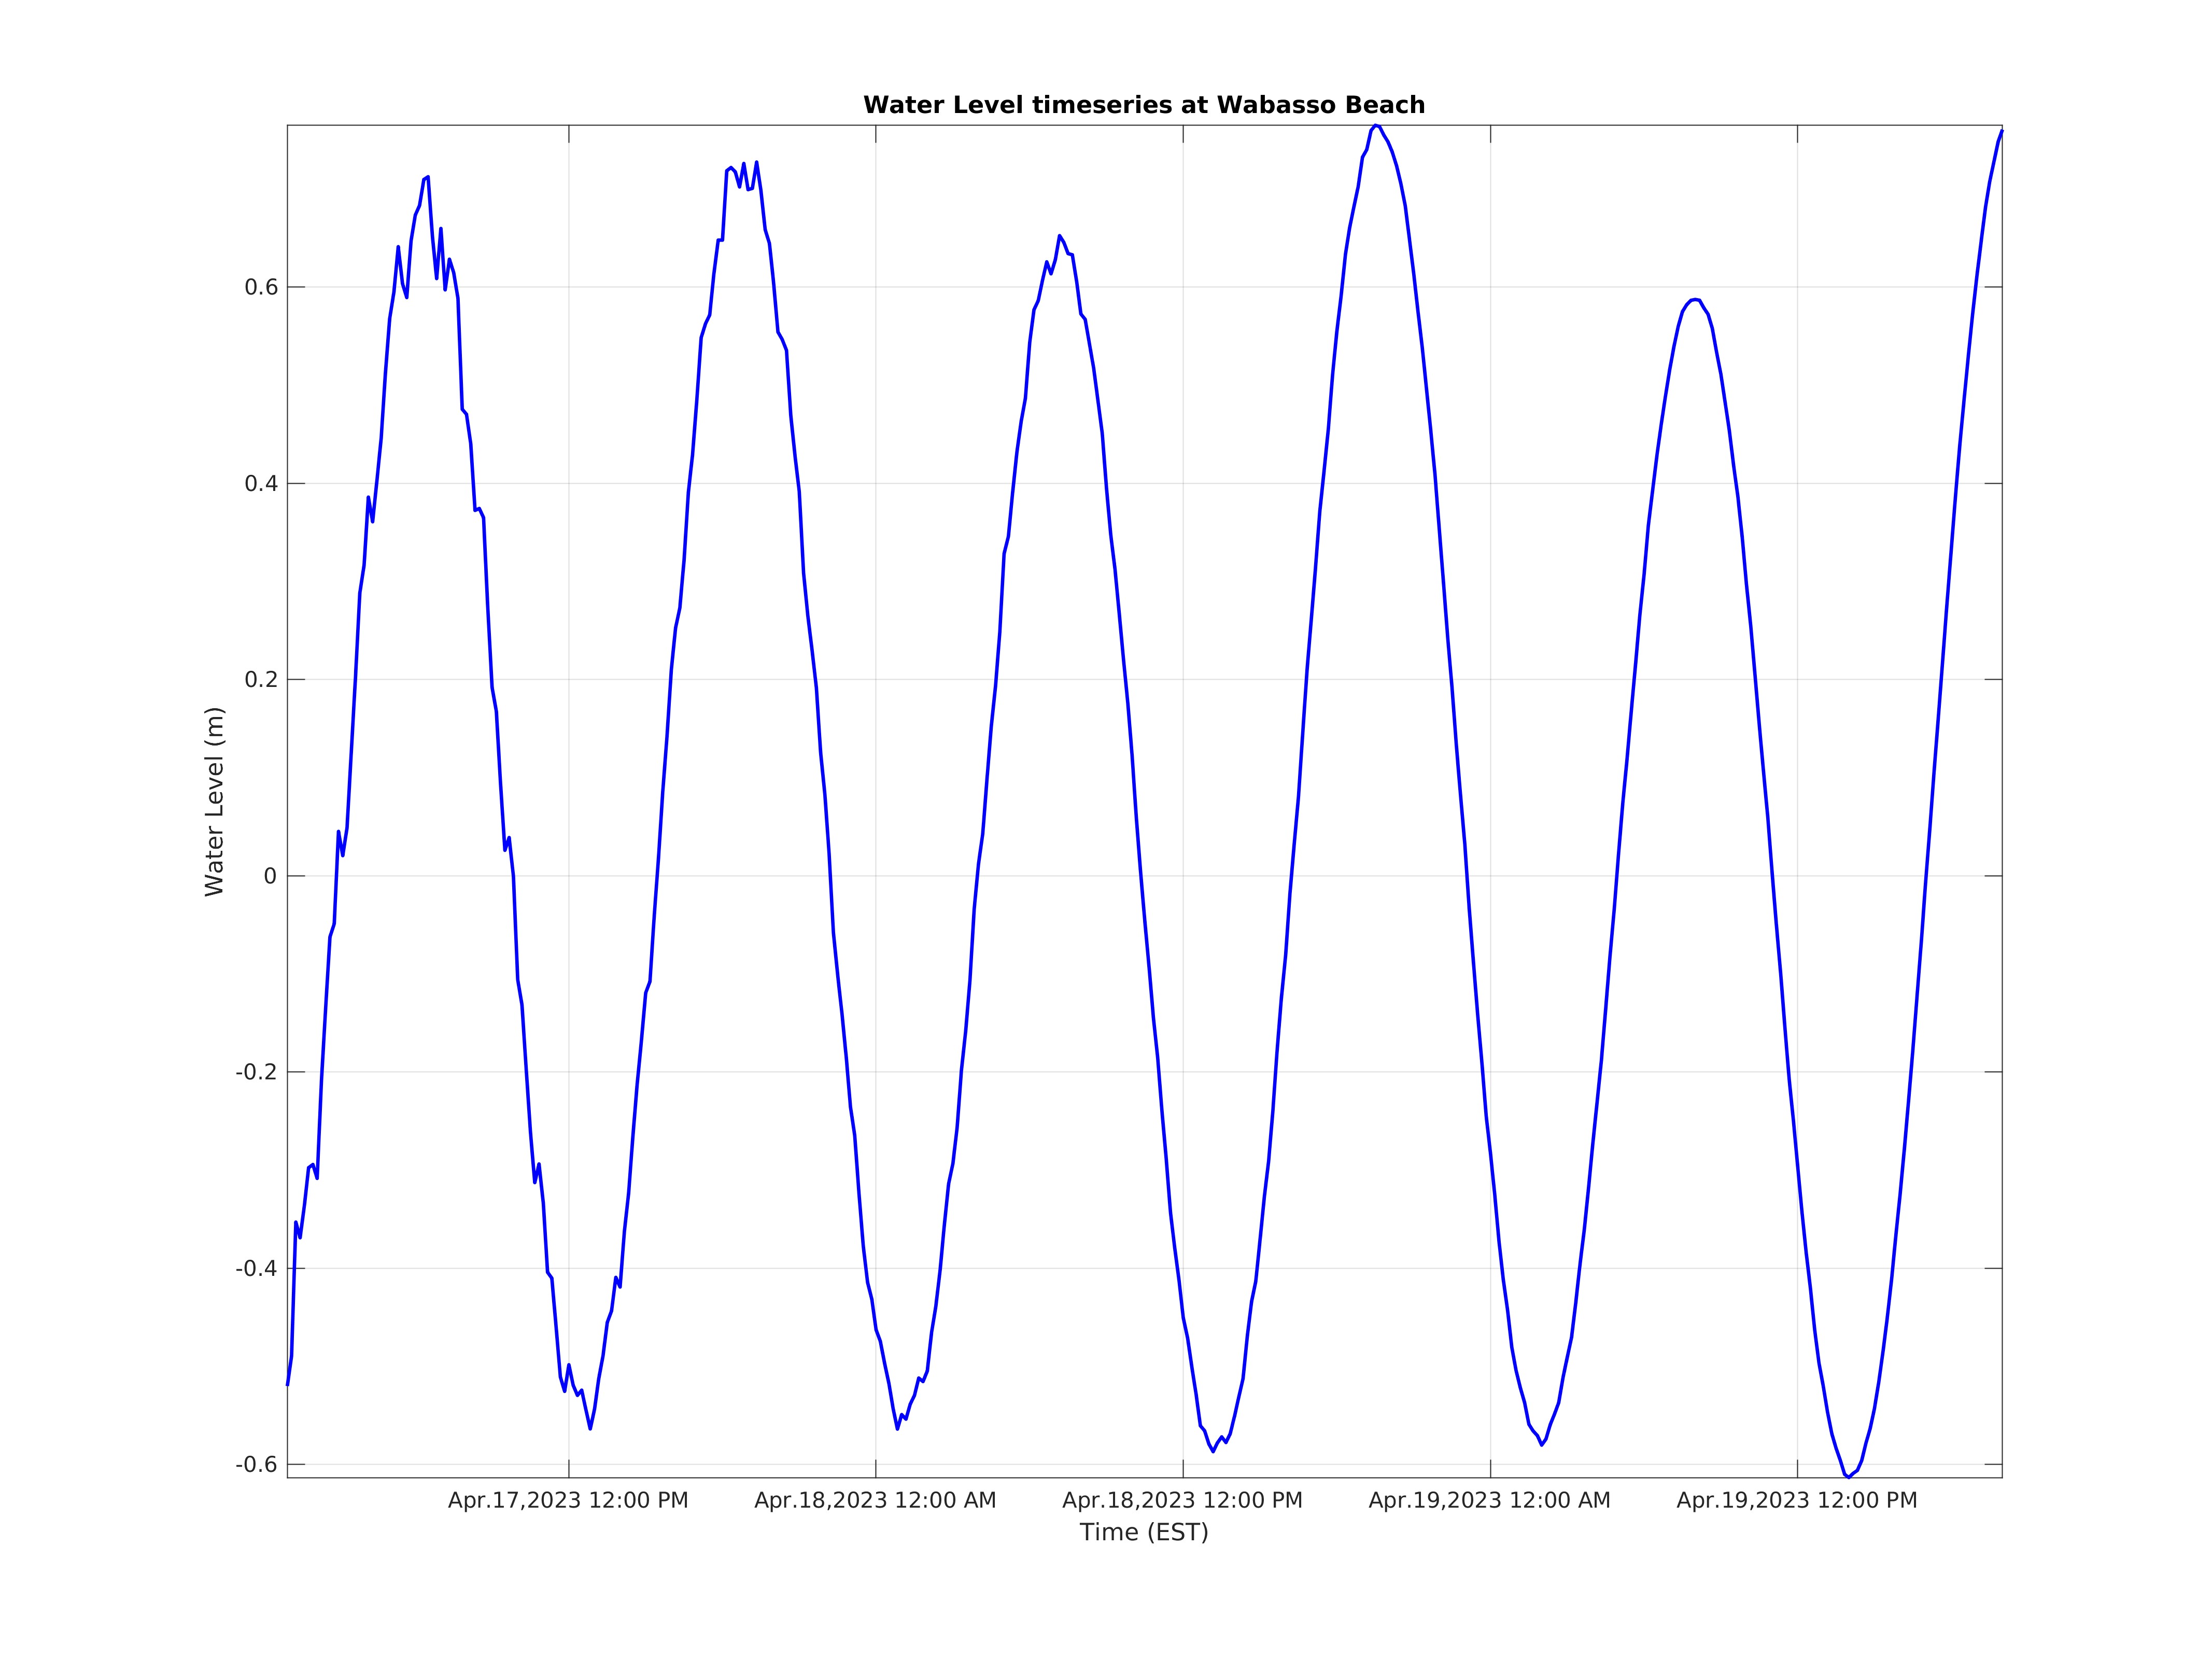 Water Level timeseries at Wabasso Beach
Water Level (m)
0.6
0.4
0.2
0
-0.2
-0.4
-0.6
Apr.17,2023 12:00 PM
Apr.18,2023 12:00 AM
Apr.18,2023 12:00 PM
Apr.19,2023 12:00 AM
Apr.19,2023 12:00 PM
Time (EST)